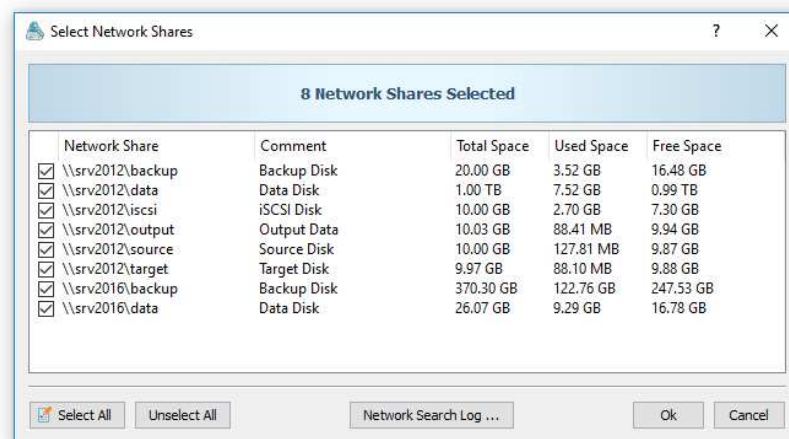 Select Network Shares ?
8 Network Shares Selected
Network Share Comment Total Space Used Space Free Space
\\srv2012\backup Backup Disk 20.00 GB 3.52 GB 16.48 GB
\\srv2012\data Data Disk 1.00 TB 7.52 GB 0.99 TB
\\srv2012\iscsi iSCSI Disk 10.00 GB 2.70 GB 7.30 GB
\\srv2012\output Output Data 10.03 GB 88.41 MB 9.94 GB
\\srv2012\source Source Disk 10.00 GB 127.81 MB 9.87 GB
\\srv2012\target Target Disk 9.97 GB 88.10 MB 9.88 GB
\\srv2016\backup Backup Disk 370.30 GB 122.76 GB 247.53 GB
\\srv2016\data Data Disk 26.07 GB 9.29 GB 16.78 GB
Select All Unselect All Network Search Log ... Ok Cancel